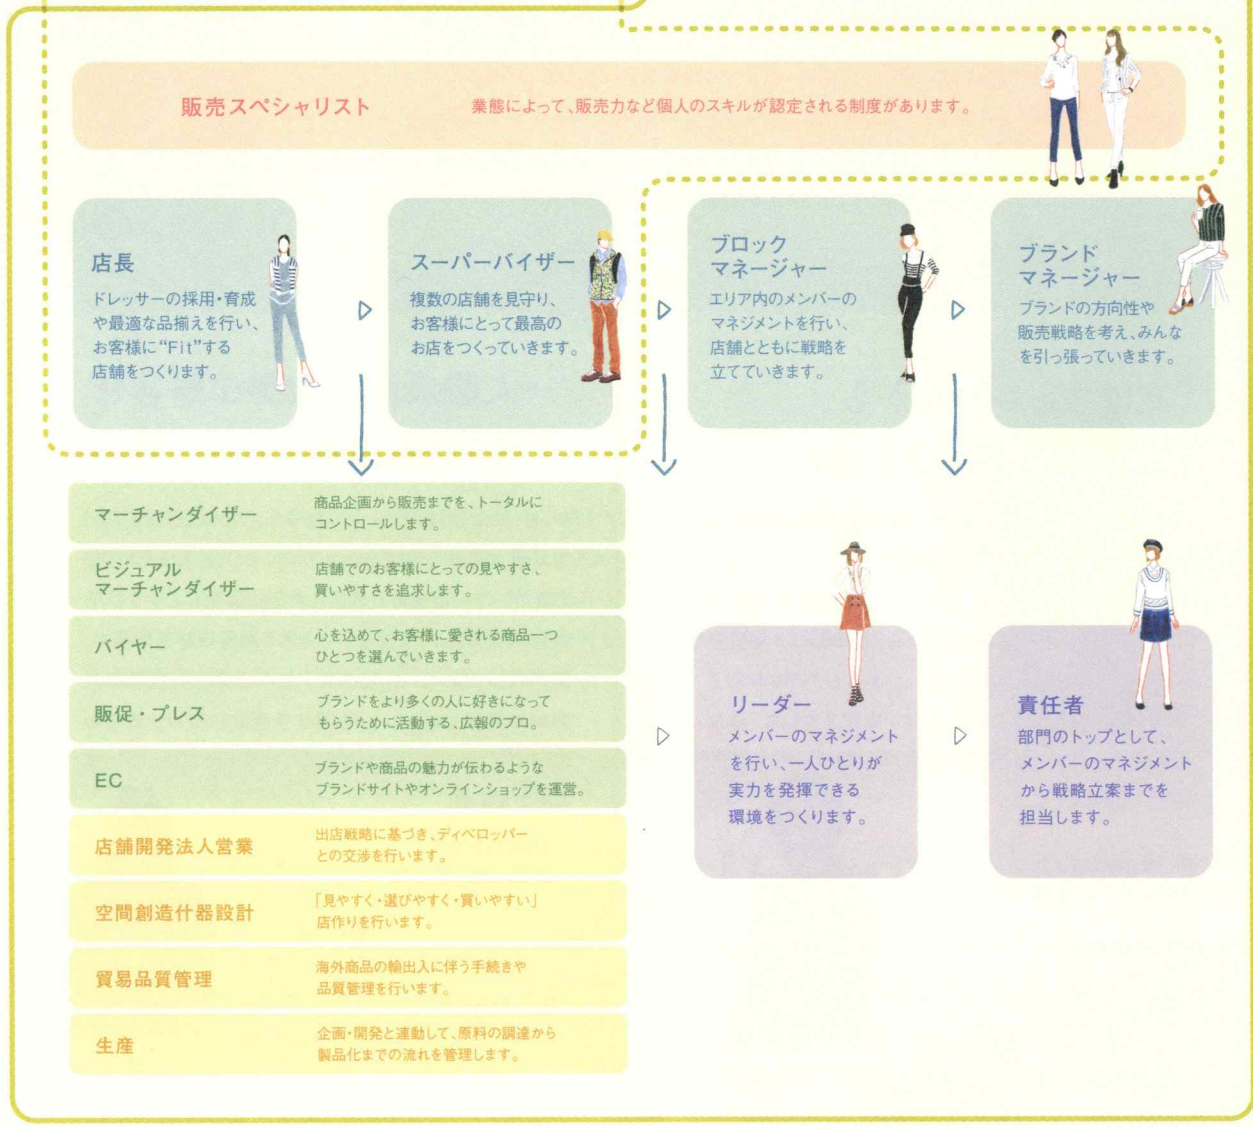 販売スペシャリスト
業態によって、販売力など個人のスキルが認定される制度があります。
店長
ドレッサーの採用・育成
や最適な品揃えを行い、
お客様に“Fit”する
店舗をつくります。
スーパーバイザー
複数の店舗を見守り、
お客様にとって最高の
お店をつくっていきます。
ブロック
マネージャー
エリア内のメンバーの
マネジメントを行い、
店舗とともに戦略を
立てていきます。
ブランド
マネージャー
ブランドの方向性や
販売戦略を考え、みんな
を引っ張っていきます。
マーチャンダイザー
商品企画から販売までを、トータルに
コントロールします。
ビジュアル
マーチャンダイザー
店舗でのお客様にとっての見やすさ、
買いやすさを追求します。
バイヤー
心を込めて、お客様に愛される商品一つ
ひとつを選んでいきます。
販促・プレス
ブランドをより多くの人に好きになって
もらうために活動する、広報のプロ。
EC
ブランドや商品の魅力が伝わるような
ブランドサイトやオンラインショップを運営。
店舗開発法人営業
出店戦略に基づき、ディベロッパー
との交渉を行います。
空間創造什器設計
「見やすく・選びやすく・買いやすい」
店作りを行います。
貿易品質管理
海外商品の輸出入に伴う手続きや
品質管理を行います。
生産
企画・開発と連動して、原料の調達から
製品化までの流れを管理します。
リーダー
メンバーのマネジメント
を行い、一人ひとりが
実力を発揮できる
環境をつくります。
責任者
部門のトップとして、
メンバーのマネジメント
から戦略立案までを
担当します。